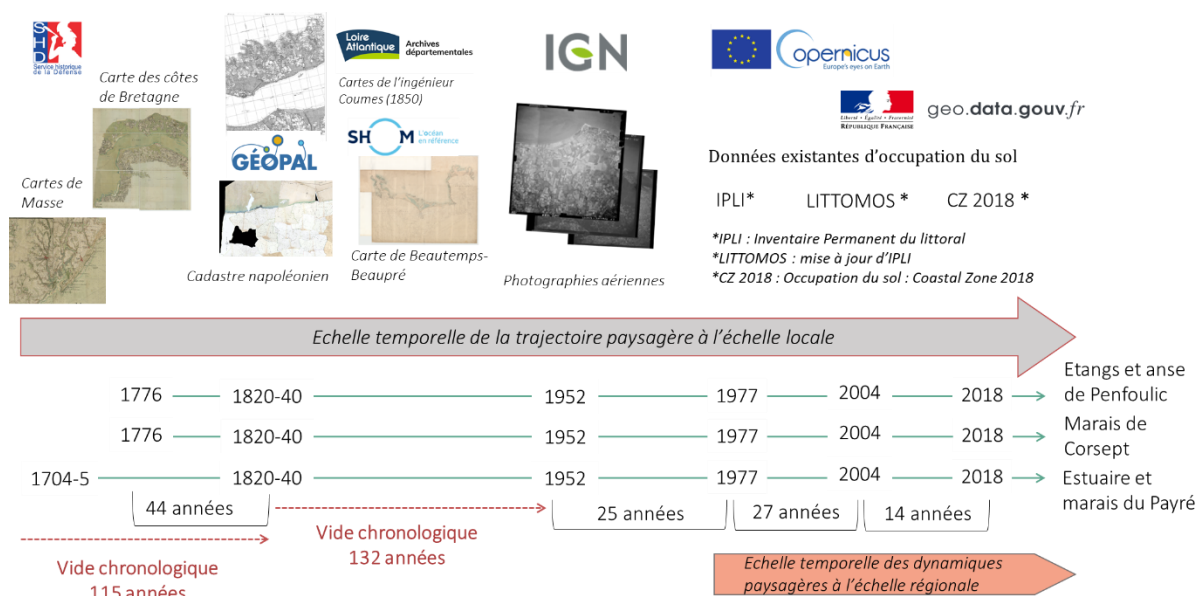 SHD
Service historique
de la Défense
Carte des côtes
de Bretagne
Cartes de
Masse
GÉOPAL
Cadastre napoléonien
Loire
Atlantique
Archives
départementales
Cartes de l'ingénieur
Coumes (1850)
SHOM
L'océan
en référence
Carte de Beautemps-
Beaupré
IGN
Photographies aériennes
opernicus
Europe's eyes on Earth
Liberté • Égalité • Fraternité
RÉPUBLIQUE FRANÇAISE
geo.data.gouv.fr
Données existantes d'occupation du sol
IPLI* LITTOMOS * CZ 2018 *
*IPLI : Inventaire Permanent du littoral
*LITTOMOS : mise à jour d'IPLI
*CZ 2018 : Occupation du sol : Coastal Zone 2018
Echelle temporelle de la trajectoire paysagère à l'échelle locale
1776 1820-40 1952 1977 2004 2018
Etangs et anse
de Penfoulic
1776 1820-40 1952 1977 2004 2018
Marais de
Corsept
1704-5 1820-40 1952 1977 2004 2018
Estuaire et
marais du Payré
44 années
25 années
27 années
14 années
Vide chronologique
132 années
Vide chronologique
115 années
Echelle temporelle des dynamiques
paysagères à l'échelle régionale